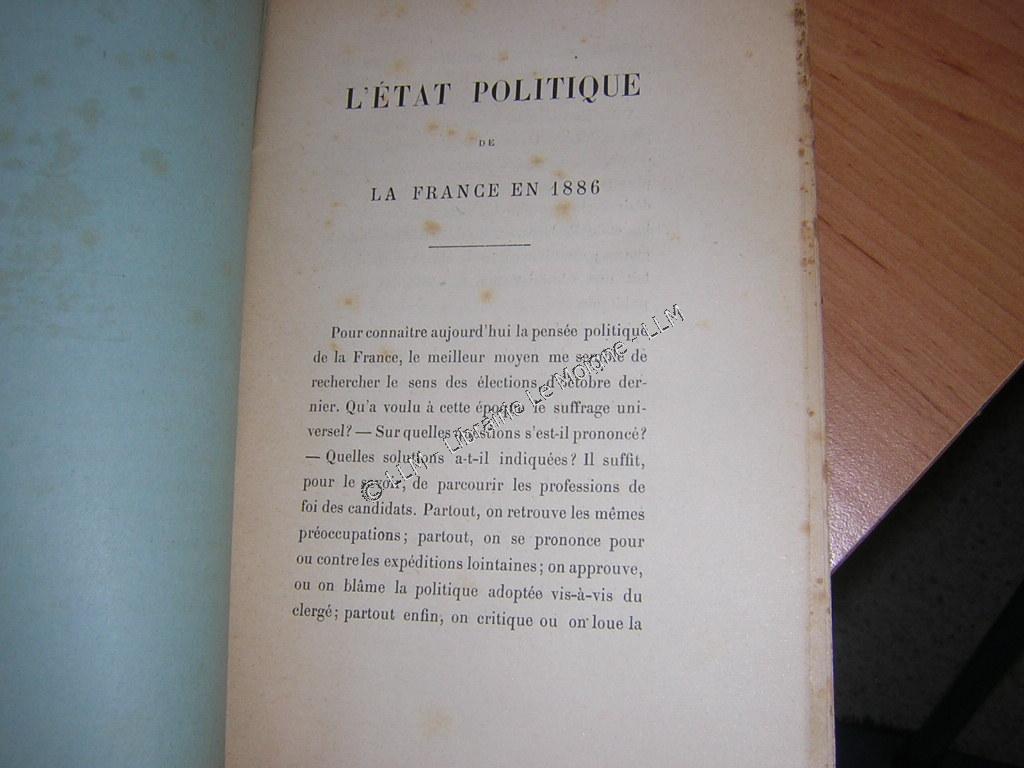 L'ÉTAT POLITIQUE
DE
LA FRANCE EN 1886
Pour connaitre aujourd'hui la pensée politique
de la France, le meilleur moyen me semble de
rechercher le sens des élections d'octobre der-
nier. Qu'a voulu à cette époque le suffrage uni-
versel? — Sur quelles questions s'est-il prononcé?
— Quelles solutions a-t-il indiquées? Il suffit,
pour le savoir, de parcourir les professions de
foi des candidats. Partout, on retrouve les mêmes
préoccupations; partout, on se prononce pour
ou contre les expéditions lointaines; on approuve,
ou on blâme la politique adoptée vis-à-vis du
clergé; partout enfin, on critique ou on loue la
© LLM - Librairie Le Moine - LLM